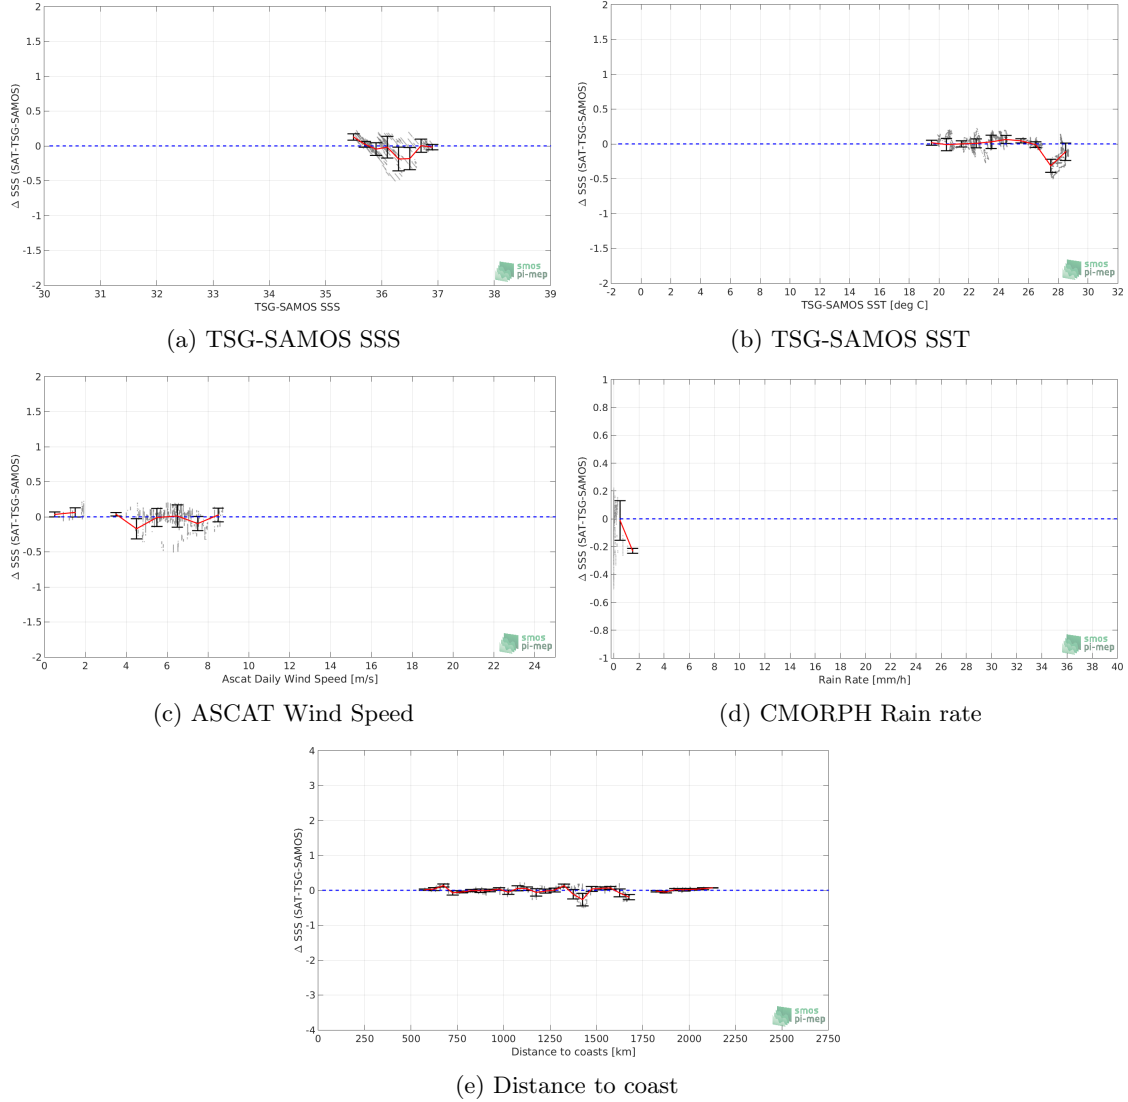 2
1.5
1
0.5
0
-0.5
-1
-1.5
-2
Δ SSS (SAT-TSG-SAMOS)
30 31 32 33 34 35 36 37 38 39
TSG-SAMOS SSS
smos
pi-mep
(a) TSG-SAMOS SSS
2
1.5
1
0.5
0
-0.5
-1
-1.5
-2
Δ SSS (SAT-TSG-SAMOS)
-2 0 2 4 6 8 10 12 14 16 18 20 22 24 26 28 30 32
TSG-SAMOS SST [deg C]
smos
pi-mep
(b) TSG-SAMOS SST
2
1.5
1
0.5
0
-0.5
-1
-1.5
-2
Δ SSS (SAT-TSG-SAMOS)
0 2 4 6 8 10 12 14 16 18 20 22 24
Ascat Daily Wind Speed [m/s]
smos
pi-mep
(c) ASCAT Wind Speed
1
0.8
0.6
0.4
0.2
0
-0.2
-0.4
-0.6
-0.8
-1
Δ SSS (SAT-TSG-SAMOS)
0 2 4 6 8 10 12 14 16 18 20 22 24 26 28 30 32 34 36 38 40
Rain Rate [mm/h]
smos
pi-mep
(d) CMORPH Rain rate
4
3
2
1
0
-1
-2
-3
-4
Δ SSS (SAT-TSG-SAMOS)
0 250 500 750 1000 1250 1500 1750 2000 2250 2500 2750
Distance to coasts [km]
smos
pi-mep
(e) Distance to coast